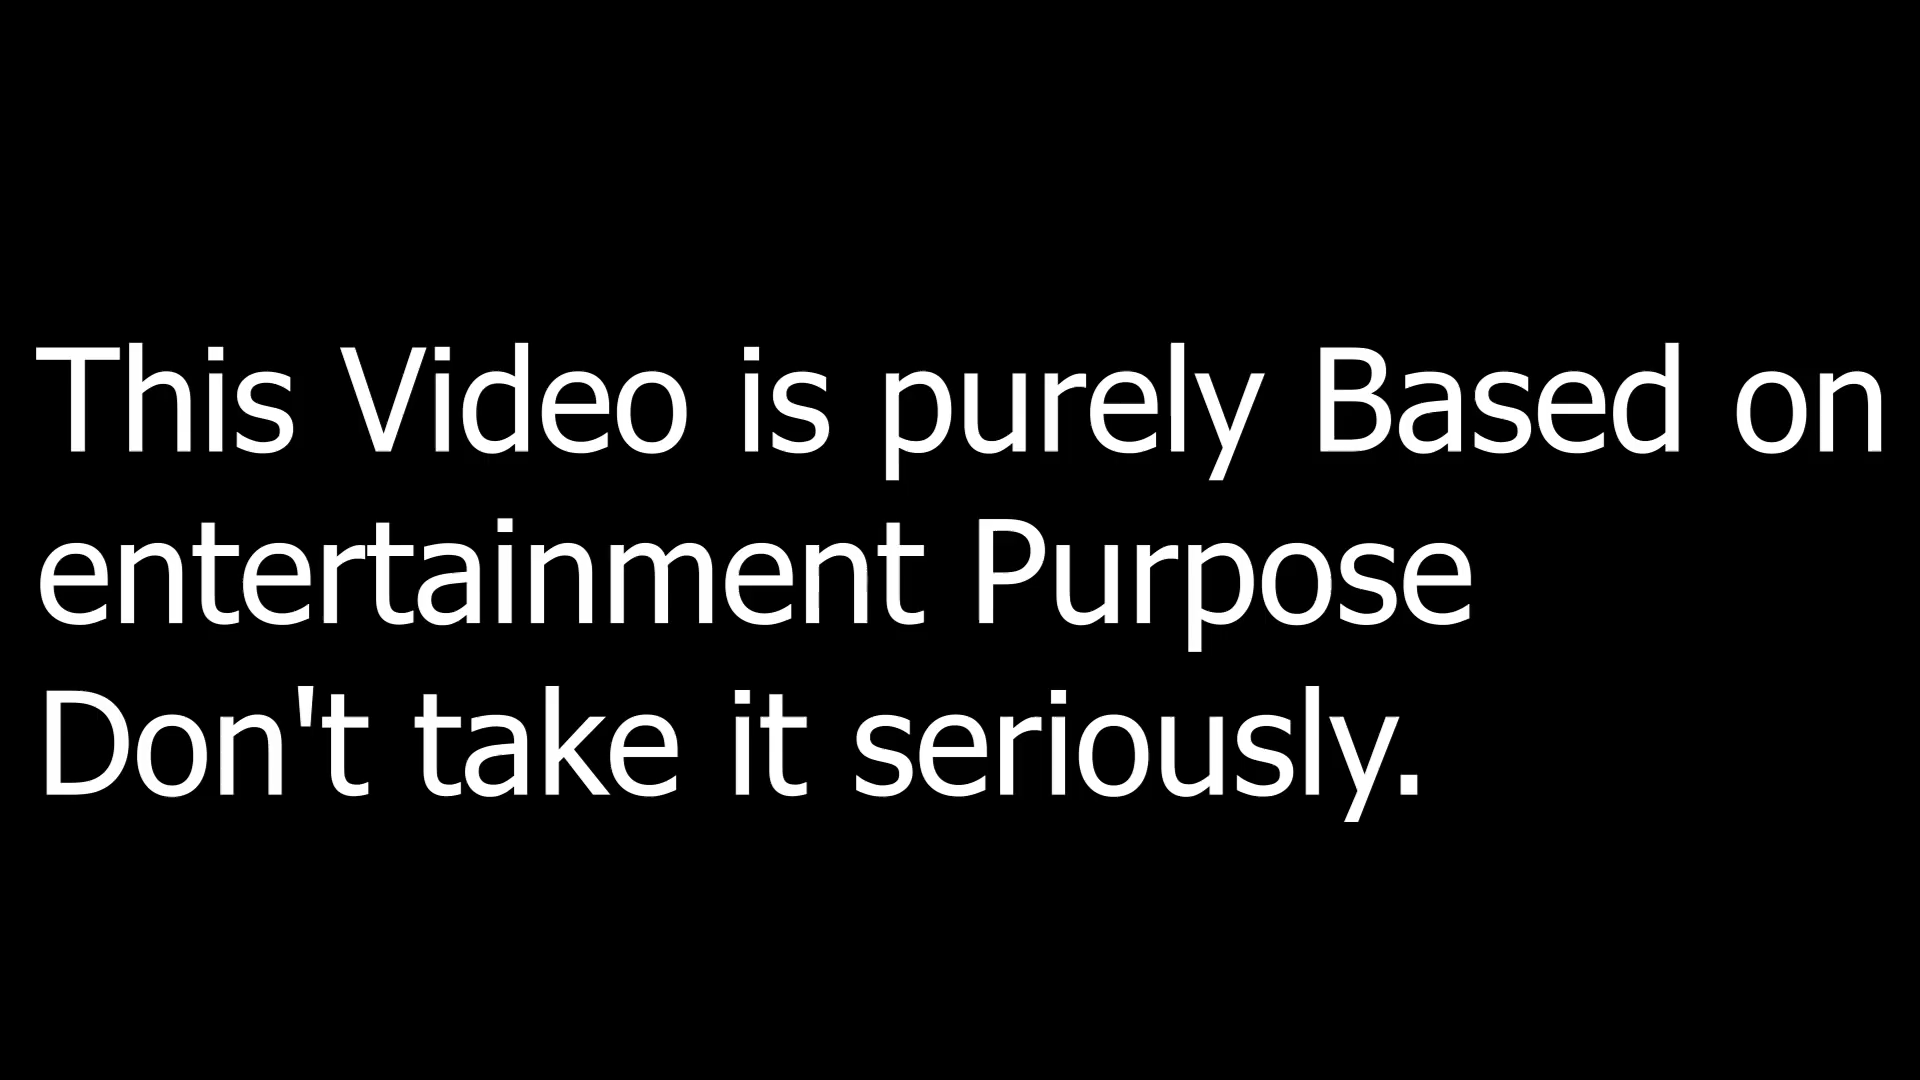 This Video is purely Based on
entertainment Purpose
Don't take it seriously.